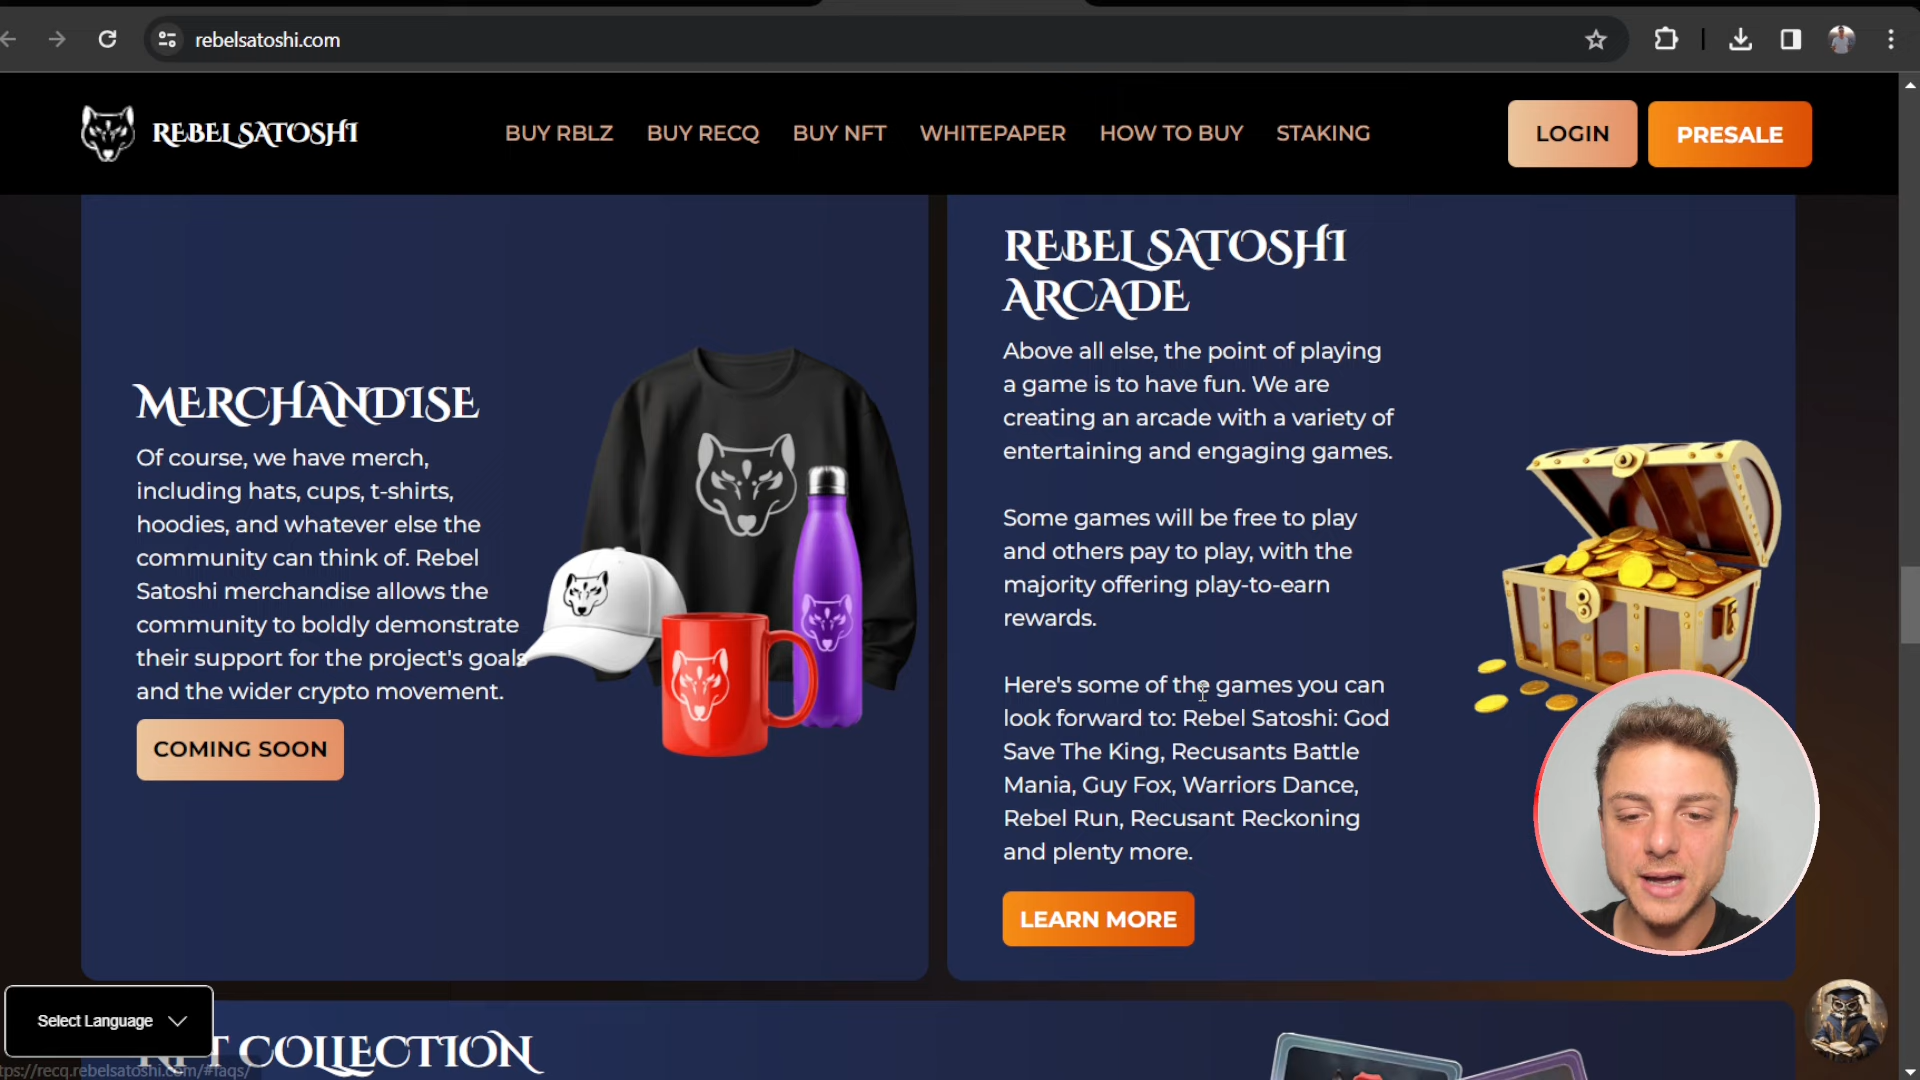 rebelsatoshi.com
REBEL SATOSHI
BUY RBLZ
BUY RECQ
BUY NFT
WHITEPAPER
HOW TO BUY
STAKING
LOGIN
PRESALE
MERCHANDISE
Of course, we have merch,
including hats, cups, t-shirts,
hoodies, and whatever else the
community can think of. Rebel
Satoshi merchandise allows the
community to boldly demonstrate
their support for the project's goals
and the wider crypto movement.
COMING SOON
REBEL SATOSHI
ARCADE
Above all else, the point of playing
a game is to have fun. We are
creating an arcade with a variety of
entertaining and engaging games.
Some games will be free to play
and others pay to play, with the
majority offering play-to-earn
rewards.
Here's some of the games you can
look forward to: Rebel Satoshi: God
Save The King, Recusants Battle
Mania, Guy Fox, Warriors Dance,
Rebel Run, Recusant Reckoning
and plenty more.
LEARN MORE
Select Language
NFT COLLECTION
tps://recq.rebelsatoshi.com/#faqs/